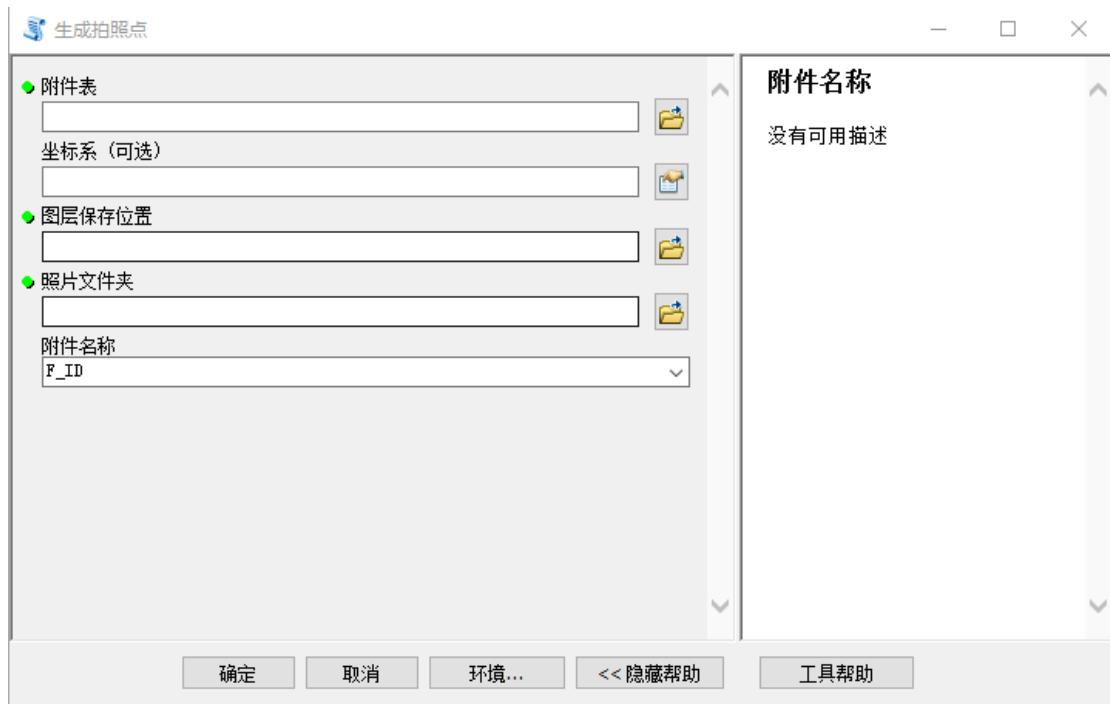 生成拍照点
附件表
坐标系（可选）
图层保存位置
照片文件夹
附件名称
F_ID
附件名称
没有可用描述
确定
取消
环境...
<< 隐藏帮助
工具帮助